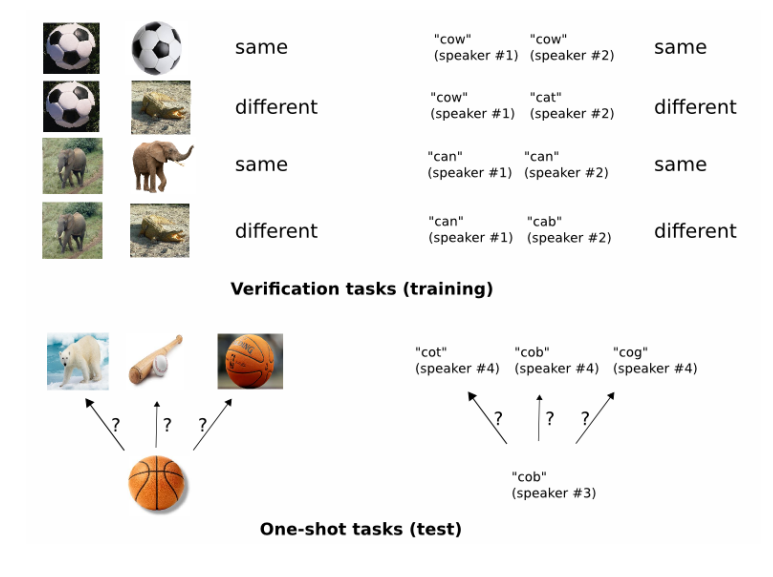 same
"cow" "cow"
(speaker #1) (speaker #2)
same
different
"cow" "cat"
(speaker #1) (speaker #2)
different
same
"can" "can"
(speaker #1) (speaker #2)
same
different
"can" "cab"
(speaker #1) (speaker #2)
different
Verification tasks (training)
"cot" "cob" "cog"
(speaker #4) (speaker #4) (speaker #4)
? ? ? ? ? ?
"cob"
(speaker #3)
One-shot tasks (test)